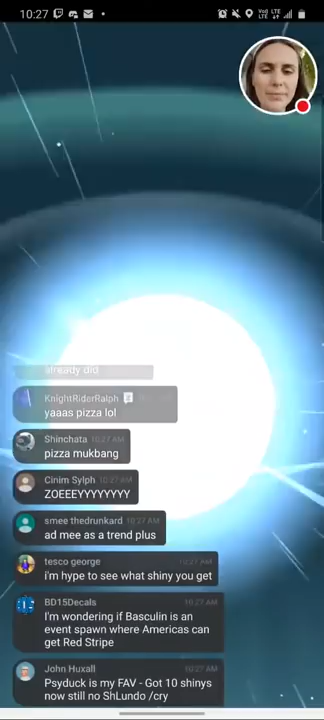 10:27
Vo)
LTE
LTE
already did
KnightRiderRalph
yaaas pizza lol
Shinchata 10:27 AM
pizza mukbang
Cinim Sylph 10:27 AM
ZOEEEYYYYYYYY
smee thedrunkard 10:27 AM
ad mee as a trend plus
tesco george 10:27 AM
i'm hype to see what shiny you get
BD15Decals 10:27 AM
I'm wondering if Basculin is an
event spawn where Americas can
get Red Stripe
John Huxall 10:27 AM
Psyduck is my FAV - Got 10 shinys
now still no ShLundo /cry